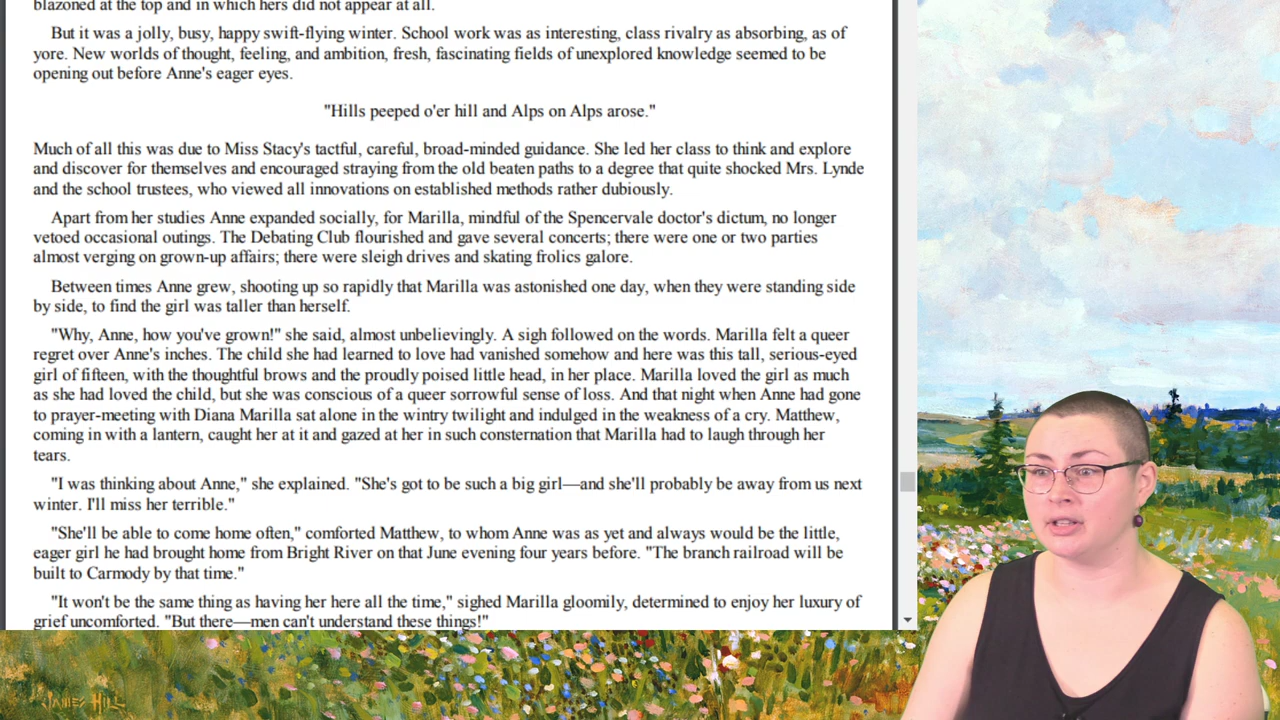 blazoned at the top and in which hers did not appear at all.
But it was a jolly, busy, happy swift-flying winter. School work was as interesting, class rivalry as absorbing, as of
yore. New worlds of thought, feeling, and ambition, fresh, fascinating fields of unexplored knowledge seemed to be
opening out before Anne's eager eyes.
"Hills peeped o'er hill and Alps on Alps arose."
Much of all this was due to Miss Stacy's tactful, careful, broad-minded guidance. She led her class to think and explore
and discover for themselves and encouraged straying from the old beaten paths to a degree that quite shocked Mrs. Lynde
and the school trustees, who viewed all innovations on established methods rather dubiously.
Apart from her studies Anne expanded socially, for Marilla, mindful of the Spencervale doctor's dictum, no longer
vetoed occasional outings. The Debating Club flourished and gave several concerts; there were one or two parties
almost verging on grown-up affairs; there were sleigh drives and skating frolics galore.
Between times Anne grew, shooting up so rapidly that Marilla was astonished one day, when they were standing side
by side, to find the girl was taller than herself.
"Why, Anne, how you've grown!" she said, almost unbelievingly. A sigh followed on the words. Marilla felt a queer
regret over Anne's inches. The child she had learned to love had vanished somehow and here was this tall, serious-eyed
girl of fifteen, with the thoughtful brows and the proudly poised little head, in her place. Marilla loved the girl as much
as she had loved the child, but she was conscious of a queer sorrowful sense of loss. And that night when Anne had gone
to prayer-meeting with Diana Marilla sat alone in the wintry twilight and indulged in the weakness of a cry. Matthew,
coming in with a lantern, caught her at it and gazed at her in such consternation that Marilla had to laugh through her
tears.
"I was thinking about Anne," she explained. "She's got to be such a big girl—and she'll probably be away from us next
winter. I'll miss her terrible."
"She'll be able to come home often," comforted Matthew, to whom Anne was as yet and always would be the little,
eager girl he had brought home from Bright River on that June evening four years before. "The branch railroad will be
built to Carmody by that time."
"It won't be the same thing as having her here all the time," sighed Marilla gloomily, determined to enjoy her luxury of
grief uncomforted. "But there—men can't understand these things!"
JAMES HILL